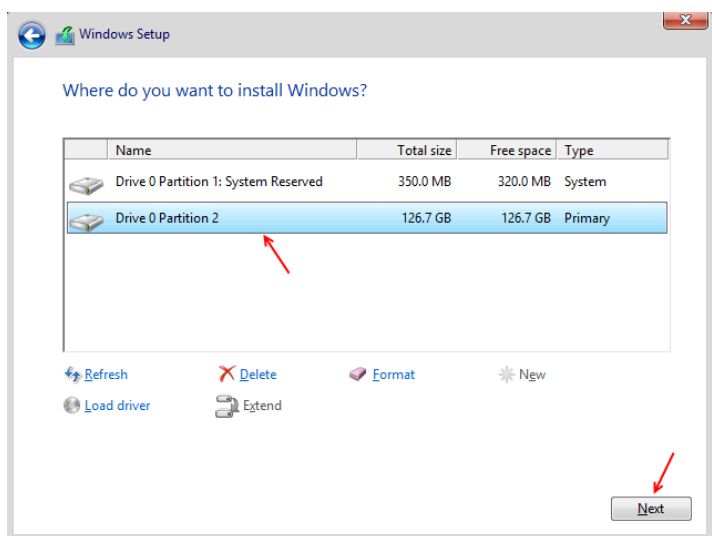 Windows Setup
Where do you want to install Windows?
Name Total size Free space Type
Drive 0 Partition 1: System Reserved 350.0 MB 320.0 MB System
Drive 0 Partition 2 126.7 GB 126.7 GB Primary
Refresh Delete Format New
Load driver Extend
Next